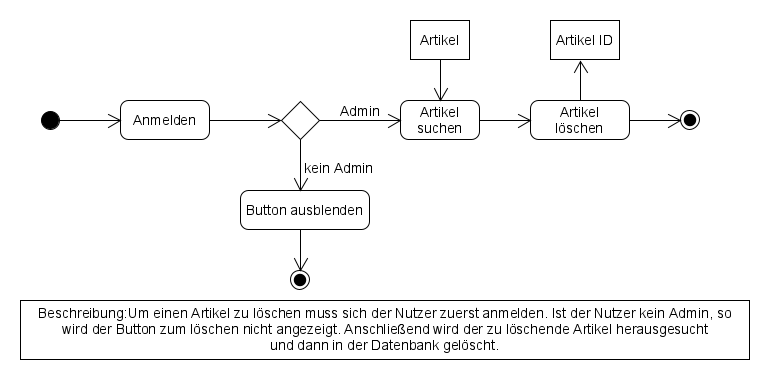 Artikel
Artikel ID
Anmelden
Admin
Artikel
suchen
Artikel
löschen
kein Admin
Button ausblenden
Beschreibung:Um einen Artikel zu löschen muss sich der Nutzer zuerst anmelden. Ist der Nutzer kein Admin, so
wird der Button zum löschen nicht angezeigt. Anschließend wird der zu löschende Artikel herausgesucht
und dann in der Datenbank gelöscht.